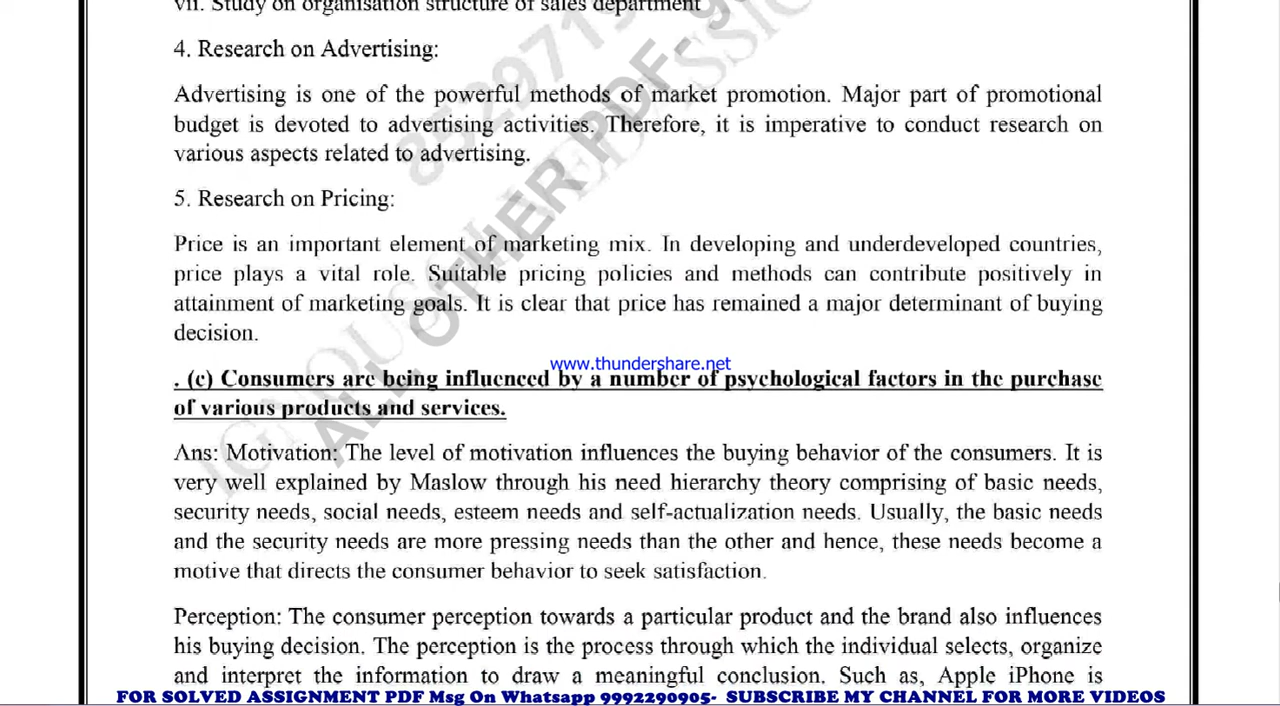 vii. Study on organisation structure of sales department
4. Research on Advertising:
Advertising is one of the powerful methods of market promotion. Major part of promotional
budget is devoted to advertising activities. Therefore, it is imperative to conduct research on
various aspects related to advertising.
5. Research on Pricing:
Price is an important element of marketing mix. In developing and underdeveloped countries,
price plays a vital role. Suitable pricing policies and methods can contribute positively in
attainment of marketing goals. It is clear that price has remained a major determinant of buying
decision.
www.thundershare.net
. (c) Consumers are being influenced by a number of psychological factors in the purchase
of various products and services.
Ans: Motivation: The level of motivation influences the buying behavior of the consumers. It is
very well explained by Maslow through his need hierarchy theory comprising of basic needs,
security needs, social needs, esteem needs and self-actualization needs. Usually, the basic needs
and the security needs are more pressing needs than the other and hence, these needs become a
motive that directs the consumer behavior to seek satisfaction.
Perception: The consumer perception towards a particular product and the brand also influences
his buying decision. The perception is the process through which the individual selects, organize
and interpret the information to draw a meaningful conclusion. Such as, Apple iPhone is
FOR SOLVED ASSIGNMENT PDF Msg On Whatsapp 9992290905- SUBSCRIBE MY CHANNEL FOR MORE VIDEOS
ALL OTHER PDF-